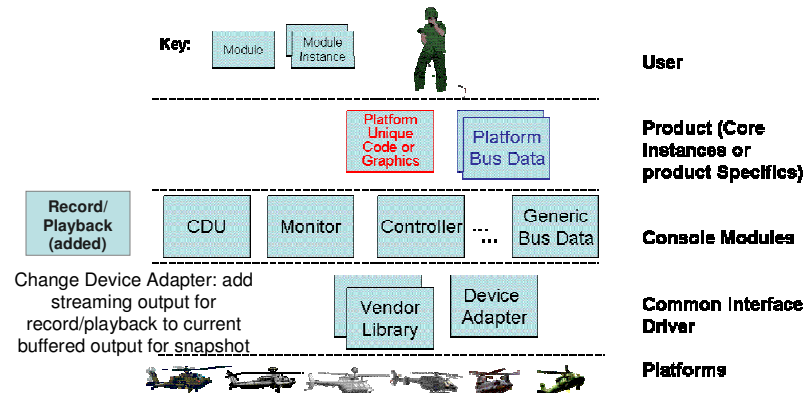 Key:
Module
Module
Instance
User
Platform
Unique
Code or
Graphics
Platform
Bus Data
Product (Core
Instances or
product Specifics)
Record/
Playback
(added)
CDU
Monitor
Controller
...
...
Generic
Bus Data
Console Modules
Change Device Adapter: add
streaming output for
record/playback to current
buffered output for snapshot
Vendor
Library
Device
Adapter
Common Interface
Driver
Platforms